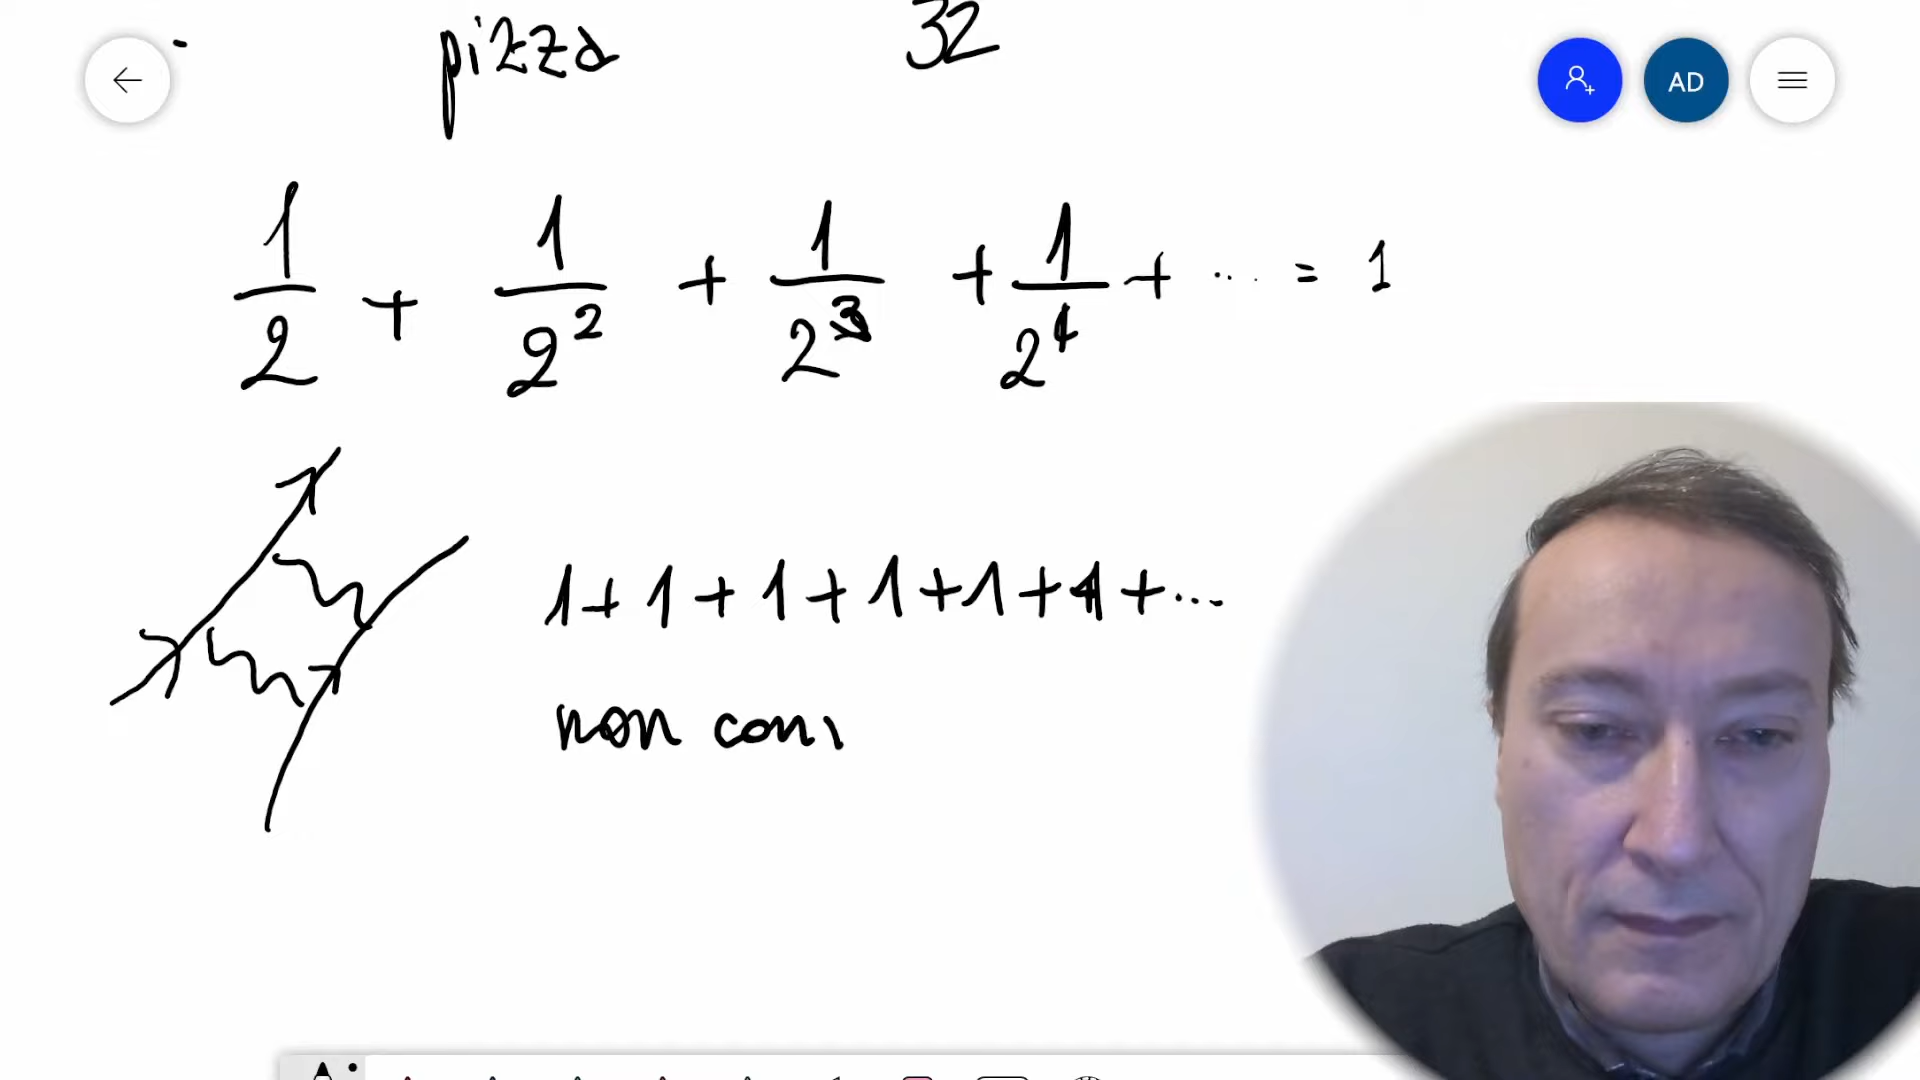 pizza 32
AD
1/2 + 1/2² + 1/2³ + 1/2⁴ + ... = 1
1 + 1 + 1 + 1 + 1 + 1 + ...
non conv